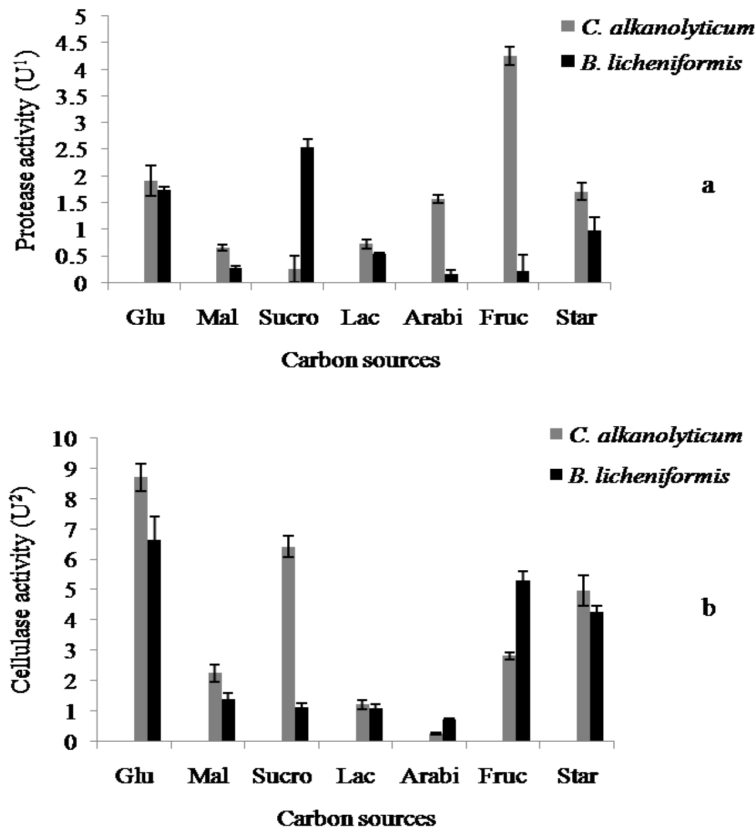 5
4.5
4
3.5
3
2.5
2
1.5
1
0.5
0
Protease activity (U¹)
C. alkanolyticum
B. licheniformis
a
Glu Mal Sucro Lac Arabi Fruc Star
Carbon sources
10
9
8
7
6
5
4
3
2
1
0
Cellulase activity (U²)
C. alkanolyticum
B. licheniformis
b
Glu Mal Sucro Lac Arabi Fruc Star
Carbon sources